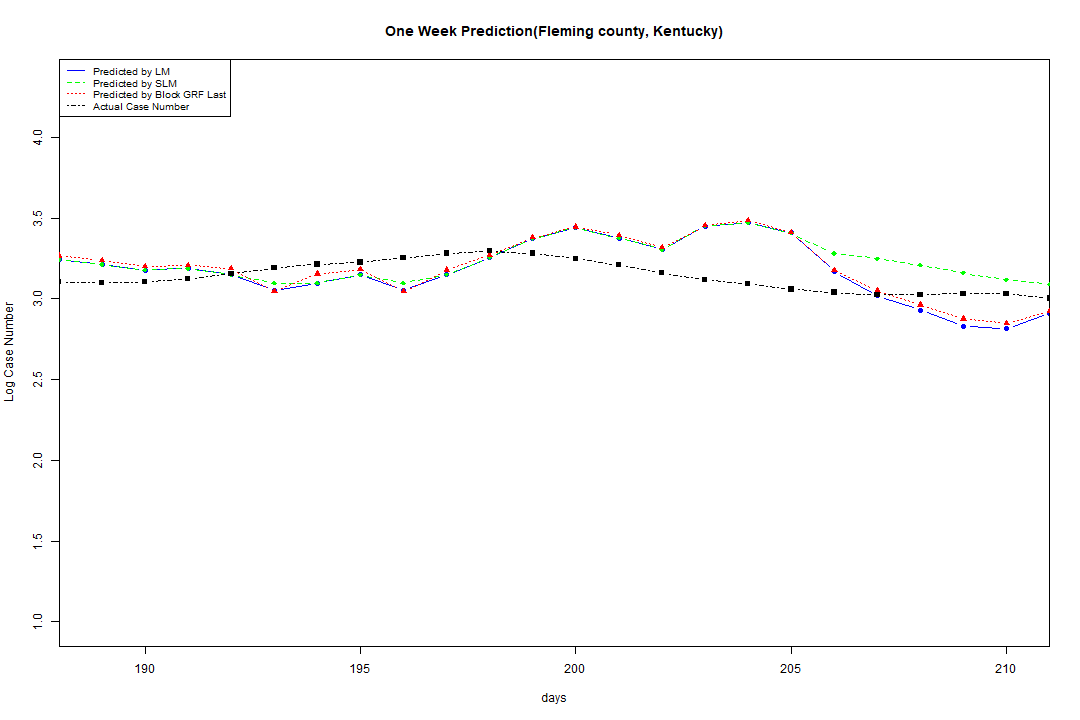 One Week Prediction(Fleming county, Kentucky)
Predicted by LM
Predicted by SLM
Predicted by Block GRF Last
Actual Case Number
Log Case Number
4.0
3.5
3.0
2.5
2.0
1.5
1.0
190 195 200 205 210
days